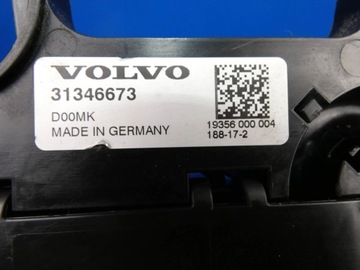 VOLVO
31346673
D00MK
MADE IN GERMANY
19356 000 004
188-17-2